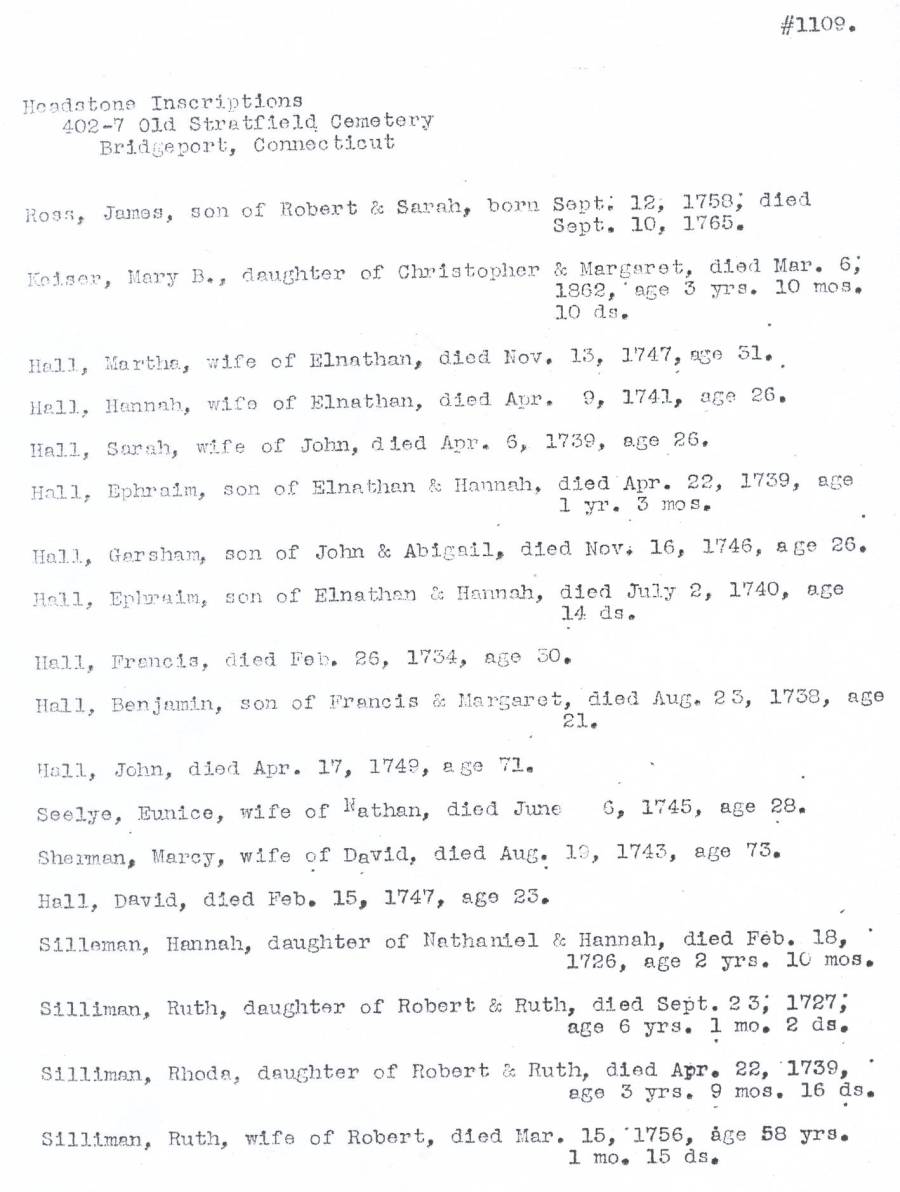 #1109.
Headstone Inscriptions
402-7 Old Stratfield Cemetery
Bridgeport, Connecticut
Ross, James, son of Robert & Sarah, born Sept. 12, 1758; died
Sept. 10, 1765.
Keiser, Mary B., daughter of Christopher & Margaret, died Mar. 6,
1862, age 3 yrs. 10 mos.
10 ds.
Hall, Martha, wife of Elnathan, died Nov. 13, 1747, age 31.
Hall, Hannah, wife of Elnathan, died Apr. 9, 1741, age 26.
Hall, Sarah, wife of John, died Apr. 6, 1739, age 26.
Hall, Ephraim, son of Elnathan & Hannah, died Apr. 22, 1739, age
1 yr. 3 mos.
Hall, Garsham, son of John & Abigail, died Nov. 16, 1746, age 26.
Hall, Ephraim, son of Elnathan & Hannah, died July 2, 1740, age
14 ds.
Hall, Francis, died Feb. 26, 1734, age 30.
Hall, Benjamin, son of Francis & Margaret, died Aug. 23, 1738, age
21.
Hall, John, died Apr. 17, 1749, age 71.
Seelye, Eunice, wife of Nathan, died June 6, 1745, age 28.
Sherman, Marcy, wife of David, died Aug. 19, 1743, age 73.
Hall, David, died Feb. 15, 1747, age 23.
Silleman, Hannah, daughter of Nathaniel & Hannah, died Feb. 18,
1726, age 2 yrs. 10 mos.
Silliman, Ruth, daughter of Robert & Ruth, died Sept. 23, 1727;
age 6 yrs. 1 mo. 2 ds.
Silliman, Rhoda, daughter of Robert & Ruth, died Apr. 22, 1739,
age 3 yrs. 9 mos. 16 ds.
Silliman, Ruth, wife of Robert, died Mar. 15, 1756, age 58 yrs.
1 mo. 15 ds.